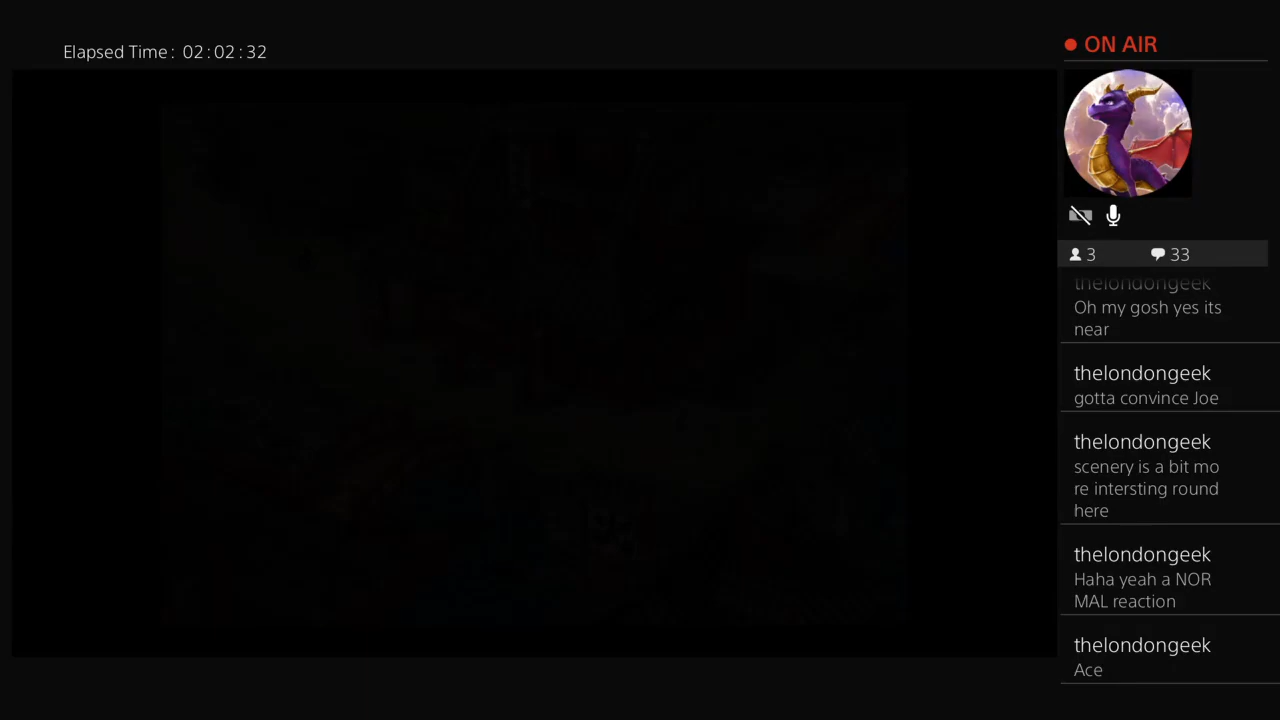 Elapsed Time: 02:02:32
ON AIR
3
33
thelondongeek
Oh my gosh yes its
near
thelondongeek
gotta convince Joe
thelondongeek
scenery is a bit mo
re intersting round
here
thelondongeek
Haha yeah a NOR
MAL reaction
thelondongeek
Ace